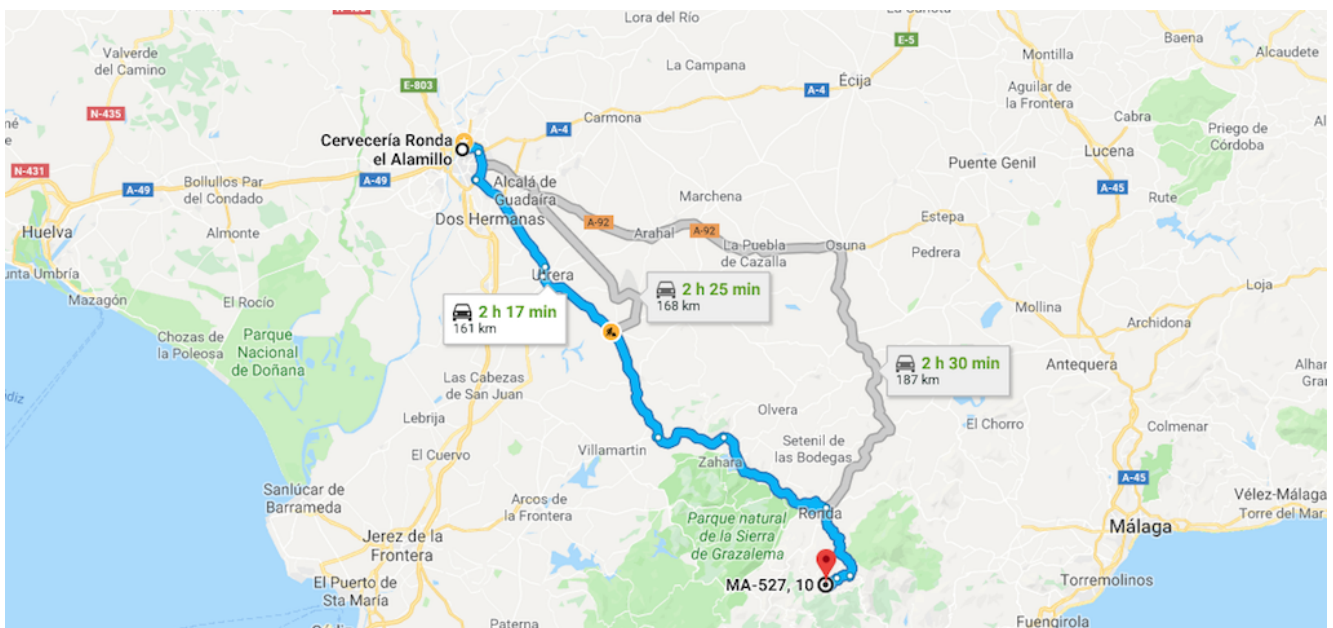 Lora del Río
La Carlota
Baena
E-5
Valverde
del Camino
Montilla
Alcaudete
La Campana
Écija
E-803
A-4
Aguilar de
la Frontera
N-435
Cabra
Carmona
A-4
Priego de
Córdoba
Cervecería Ronda
el Alamillo
Lucena
Puente Genil
N-431
A-49
A-49
Bollullos Par
del Condado
Alcalá de
Guadaíra
A-45
Marchena
Rute
Dos Hermanas
Estepa
A-92
Huelva
Almonte
Arahal
A-92
La Puebla
de Cazalla
Osuna
Pedrera
unta Umbría
Utrera
Loja
Mazagón
El Rocío
2 h 25 min
168 km
Mollina
2 h 17 min
161 km
Archidona
Chozas de
la Poleosa
Parque
Nacional
de Doñana
2 h 30 min
187 km
Antequera
Alhar
Gran
Las Cabezas
de San Juan
Lebrija
Olvera
El Chorro
Colmenar
Villamartin
Setenil de
las Bodegas
El Cuervo
Zahara
A-45
Sanlúcar de
Barrameda
Arcos de
la Frontera
Vélez-Málaga
Torre del Mar
Ronda
Parque natural
de la Sierra
de Grazalema
Málaga
Jerez de la
Frontera
El Puerto de
Sta María
MA-527, 10
Torremolinos
Paterna
Fuengirola